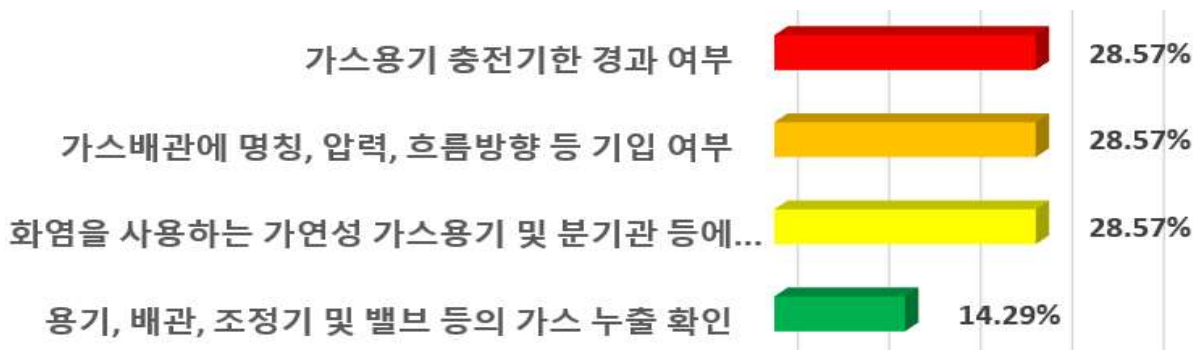 가스용기 충전기한 경과 여부 28.57%
가스배관에 명칭, 압력, 흐름방향 등 기입 여부 28.57%
화염을 사용하는 가연성 가스용기 및 분기관 등에... 28.57%
용기, 배관, 조정기 및 밸브 등의 가스 누출 확인 14.29%